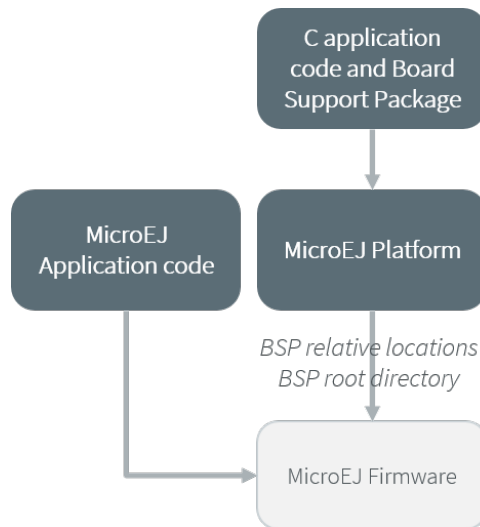 C application
code and Board
Support Package
MicroEJ
Application code
MicroEJ Platform
BSP relative locations
BSP root directory
MicroEJ Firmware